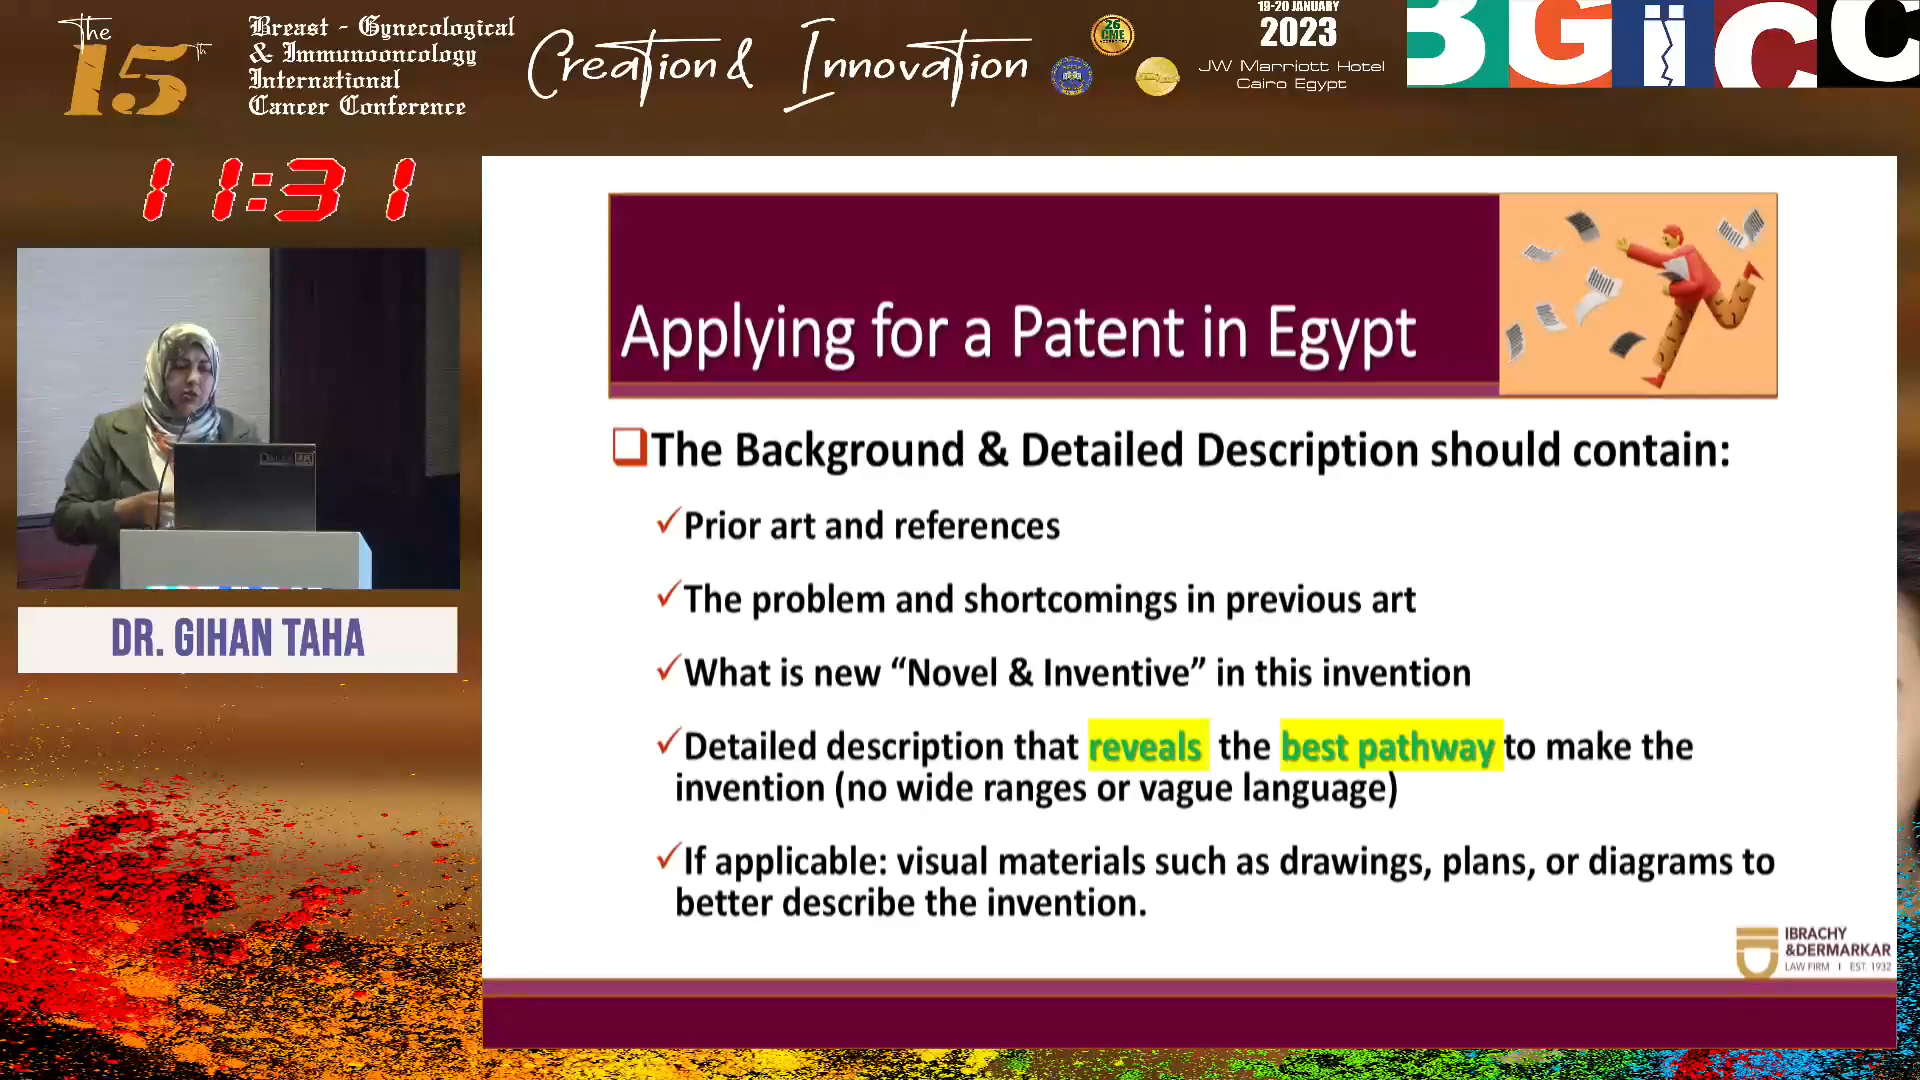 The
15th
Breast - Gynecological
& Immunooncology
International
Cancer Conference
Creation & Innovation
26
CME
19-20 JANUARY
2023
JW Marriott Hotel
Cairo Egypt
BGiCC
11:31
DR. GIHAN TAHA
Applying for a Patent in Egypt
The Background & Detailed Description should contain:
✓Prior art and references
✓The problem and shortcomings in previous art
✓What is new “Novel & Inventive” in this invention
✓Detailed description that reveals the best pathway to make the
invention (no wide ranges or vague language)
✓If applicable: visual materials such as drawings, plans, or diagrams to
better describe the invention.
IBRACHY
&DERMARKAR
LAW FIRM | EST. 1932